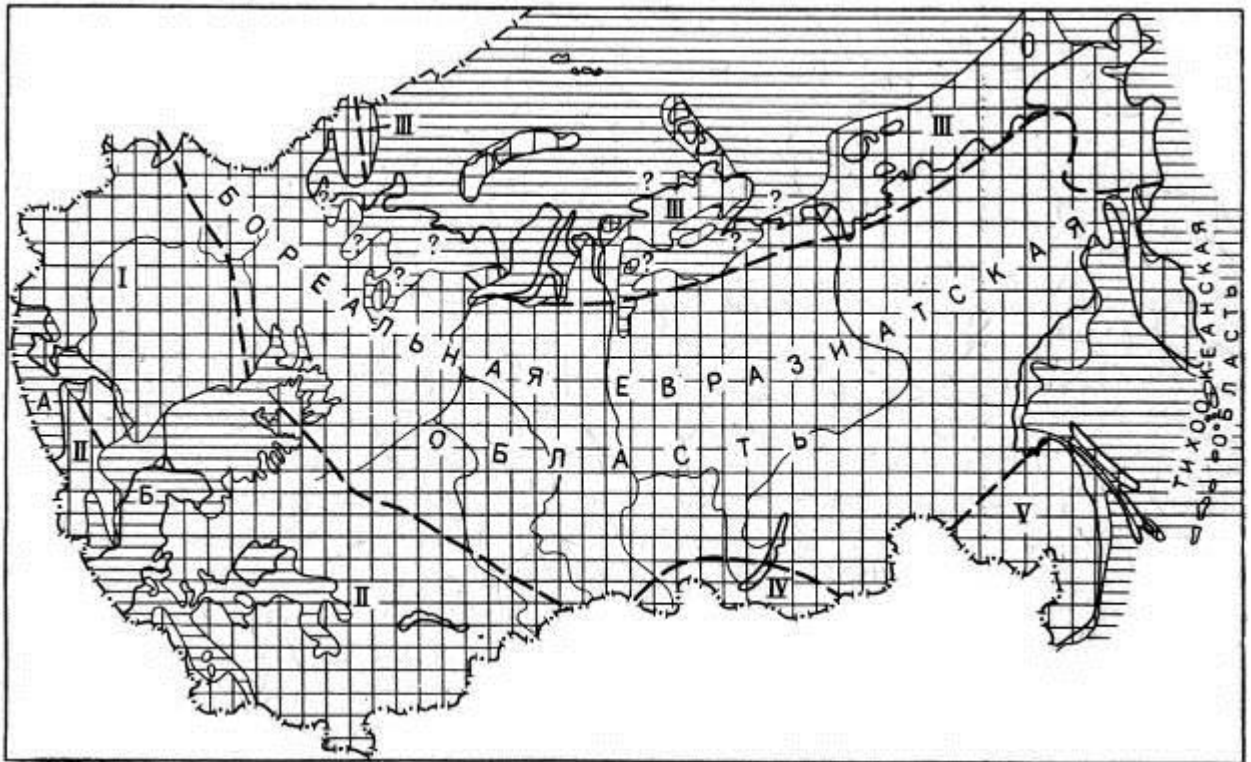 III
III
III
?
?
?
?
?
?
?
?
I
БОРЕАЛЬНАЯ
ЕВРАЗИАТСКАЯ
ОБЛАСТЬ
ТИХООКЕАНСКАЯ
ОБЛАСТЬ
А
II
Б
II
IV
V